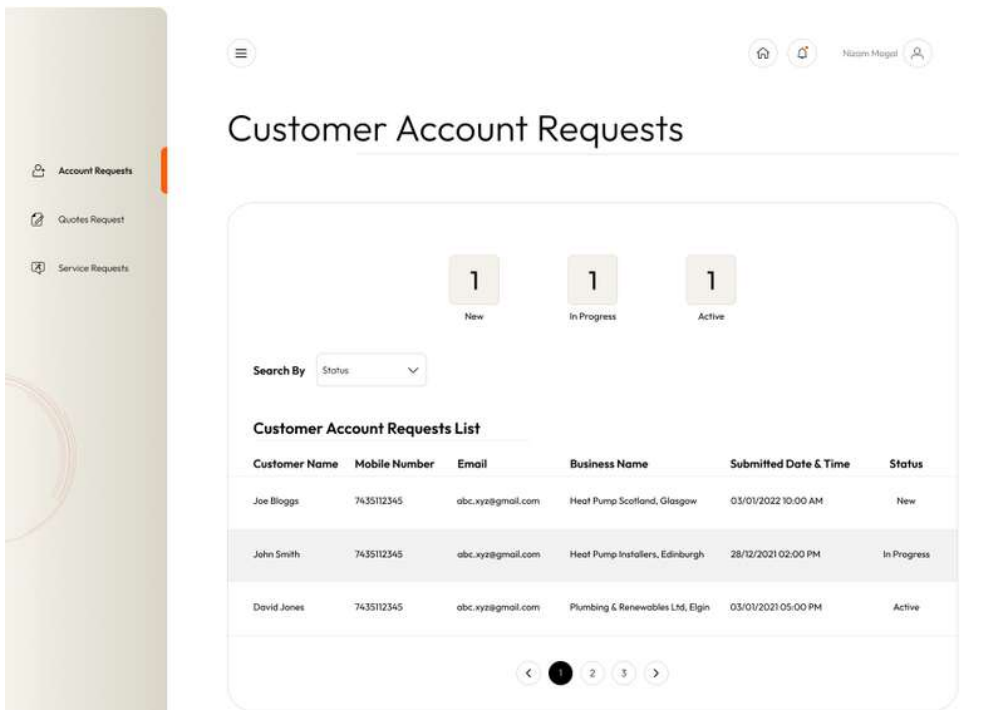 Nizam Magal
Customer Account Requests
Account Requests
Quotes Request
Service Requests
1 1 1
New In Progress Active
Search By Status
Customer Account Requests List
Customer Name Mobile Number Email Business Name Submitted Date & Time Status
Joe Bloggs 7435112345 abc.xyz@gmail.com Heat Pump Scotland, Glasgow 03/01/2022 10:00 AM New
John Smith 7435112345 abc.xyz@gmail.com Heat Pump Installers, Edinburgh 28/12/2021 02:00 PM In Progress
David Jones 7435112345 abc.xyz@gmail.com Plumbing & Renewables Ltd, Elgin 03/01/2021 05:00 PM Active
1 2 3